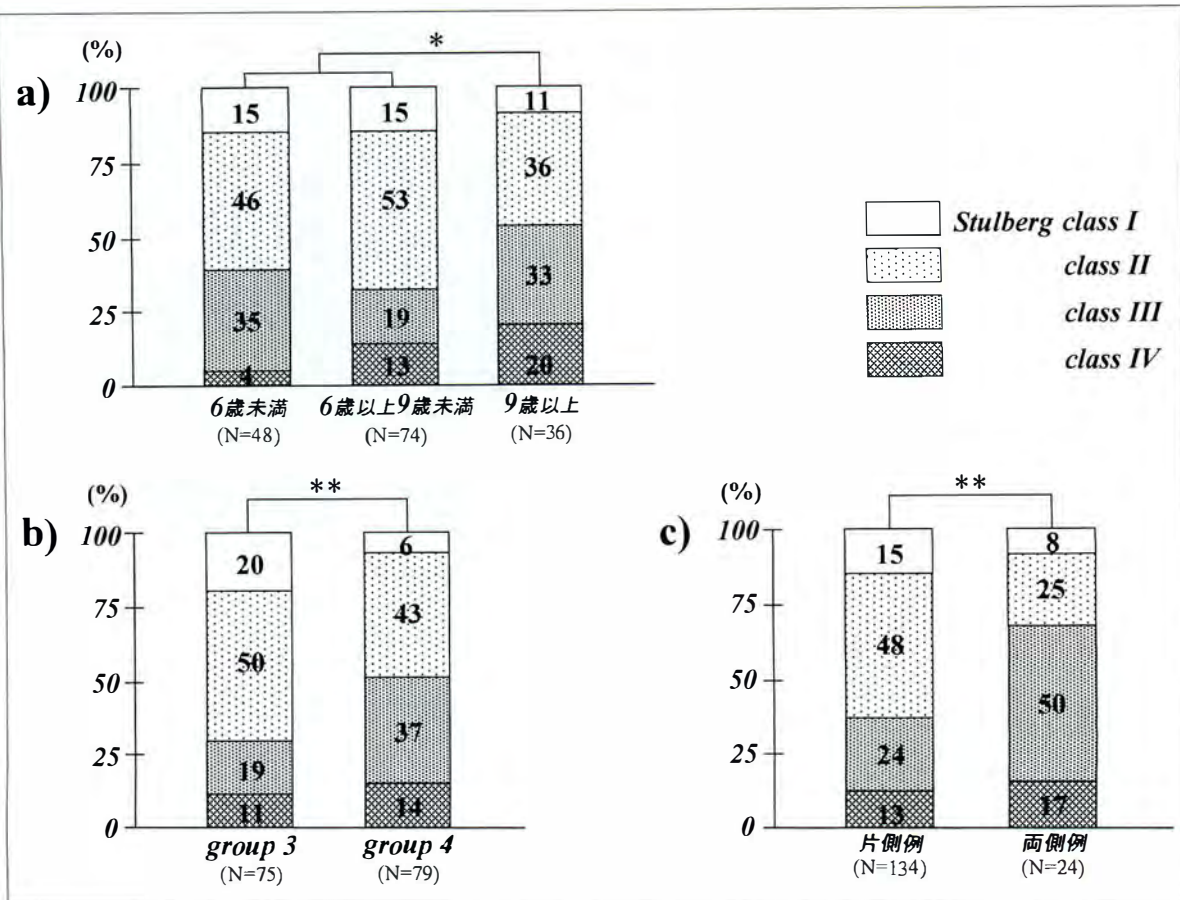 a)
(%)
*
100
75
50
25
0
15
46
35
4
15
53
19
13
11
36
33
20
6歳未満
(N=48)
6歳以上9歳未満
(N=74)
9歳以上
(N=36)
Stulberg class I
class II
class III
class IV
b)
(%)
**
100
75
50
25
0
20
50
19
11
6
43
37
14
group 3
(N=75)
group 4
(N=79)
c)
(%)
**
100
75
50
25
0
15
48
24
13
8
25
50
17
片側例
(N=134)
両側例
(N=24)